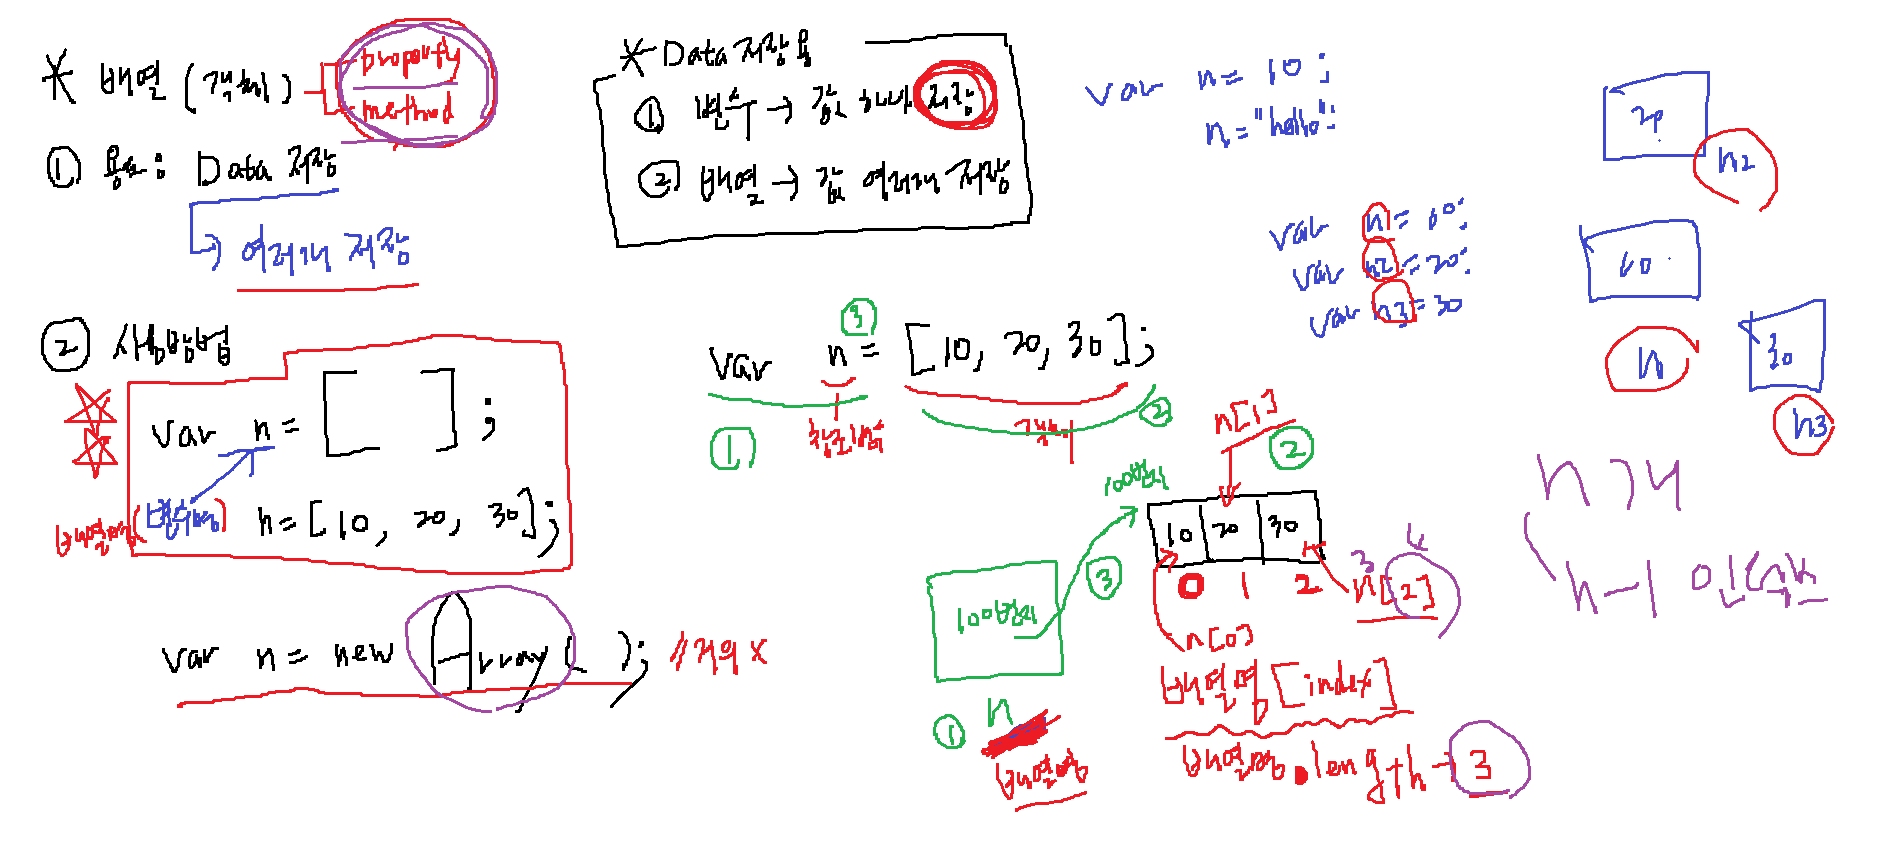 * 배열 (객체) property
method
① 용도: Data 저장
여러개 저장
* Data 저장용
① 변수 → 값 하나 저장
② 배열 → 값 여러개 저장
var n = 10;
n = "hello";
20
n2
var n = 10;
var n2 = 20;
var n3 = 30
10
n
30
n3
② 사용방법
var n = [ ];
배열명(변수명) n = [10, 20, 30];
var n = new Array( ); //거의 X
③
var n = [10, 20, 30];
① 참조변수 객체 ②
n[1]
②
100번지
10 20 30
0 1 2
3 4
n[2]
n[0]
③
100번지
① n
배열명
배열명[index]
배열명.length → 3
n개
n-1 인덱스